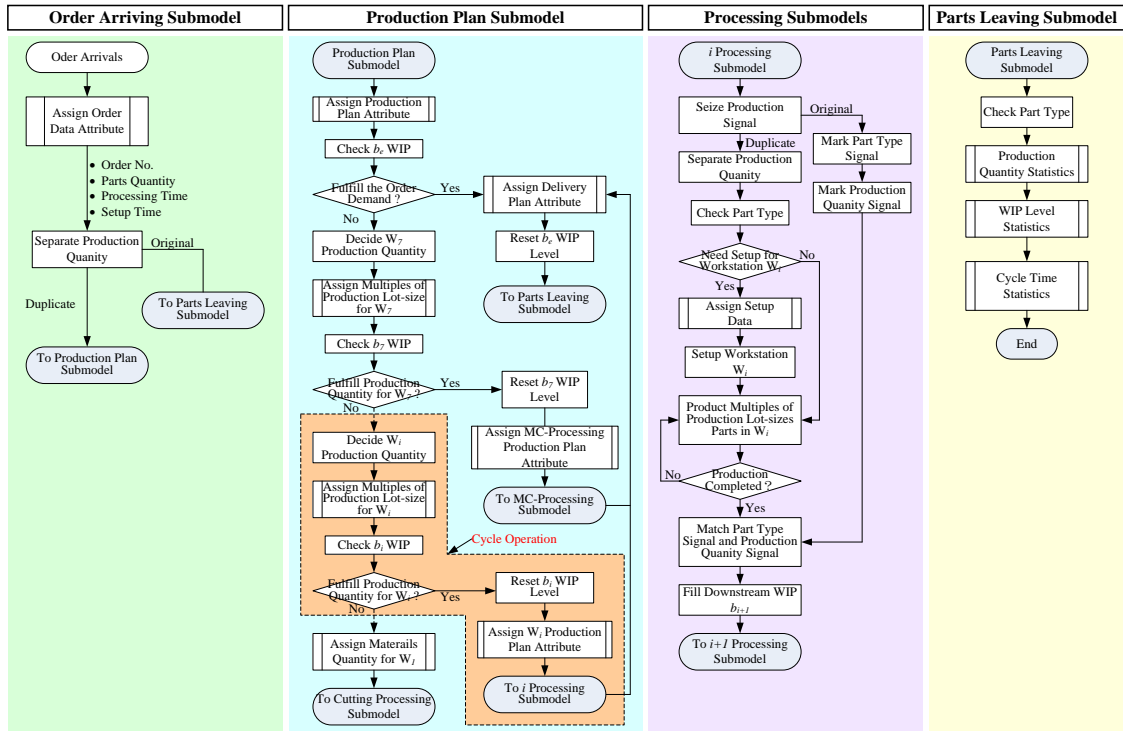 Order Arriving Submodel
Oder Arrivals
Assign Order
Data Attribute
• Order No.
• Parts Quantity
• Processing Time
• Setup Time
Separate Production
Quanity
Original
Duplicate
To Parts Leaving
Submodel
To Production Plan
Submodel
Production Plan Submodel
Production Plan
Submodel
Assign Production
Plan Attribute
Check be WIP
Fulfill the Order
Demand ?
Yes
No
Assign Delivery
Plan Attribute
Reset be WIP
Level
To Parts Leaving
Submodel
Decide W7
Production Quantity
Assign Multiples of
Production Lot-size
for W7
Check b7 WIP
Fulfill Production
Quantity for W7 ?
Yes
No
Reset b7 WIP
Level
Assign MC-Processing
Production Plan
Attribute
To MC-Processing
Submodel
Decide Wi
Production Quantity
Assign Multiples of
Production Lot-size
for Wi
Check bi WIP
Cycle Operation
Fulfill Production
Quantity for Wi ?
Yes
No
Reset bi WIP
Level
Assign Wi Production
Plan Attribute
To i Processing
Submodel
Assign Materails
Quantity for W1
To Cutting Processing
Submodel
Processing Submodels
i Processing
Submodel
Seize Production
Signal
Original
Duplicate
Mark Part Type
Signal
Mark Production
Quanity Signal
Separate Production
Quanity
Check Part Type
Need Setup for
Workstation Wi
No
Yes
Assign Setup
Data
Setup Workstation
Wi
Product Multiples of
Production Lot-sizes
Parts in Wi
No
Production
Completed ?
Yes
Match Part Type
Signal and Production
Quanity Signal
Fill Downstream WIP
bi+1
To i+1 Processing
Submodel
Parts Leaving Submodel
Parts Leaving
Submodel
Check Part Type
Production
Quantity Statistics
WIP Level
Statistics
Cycle Time
Statistics
End